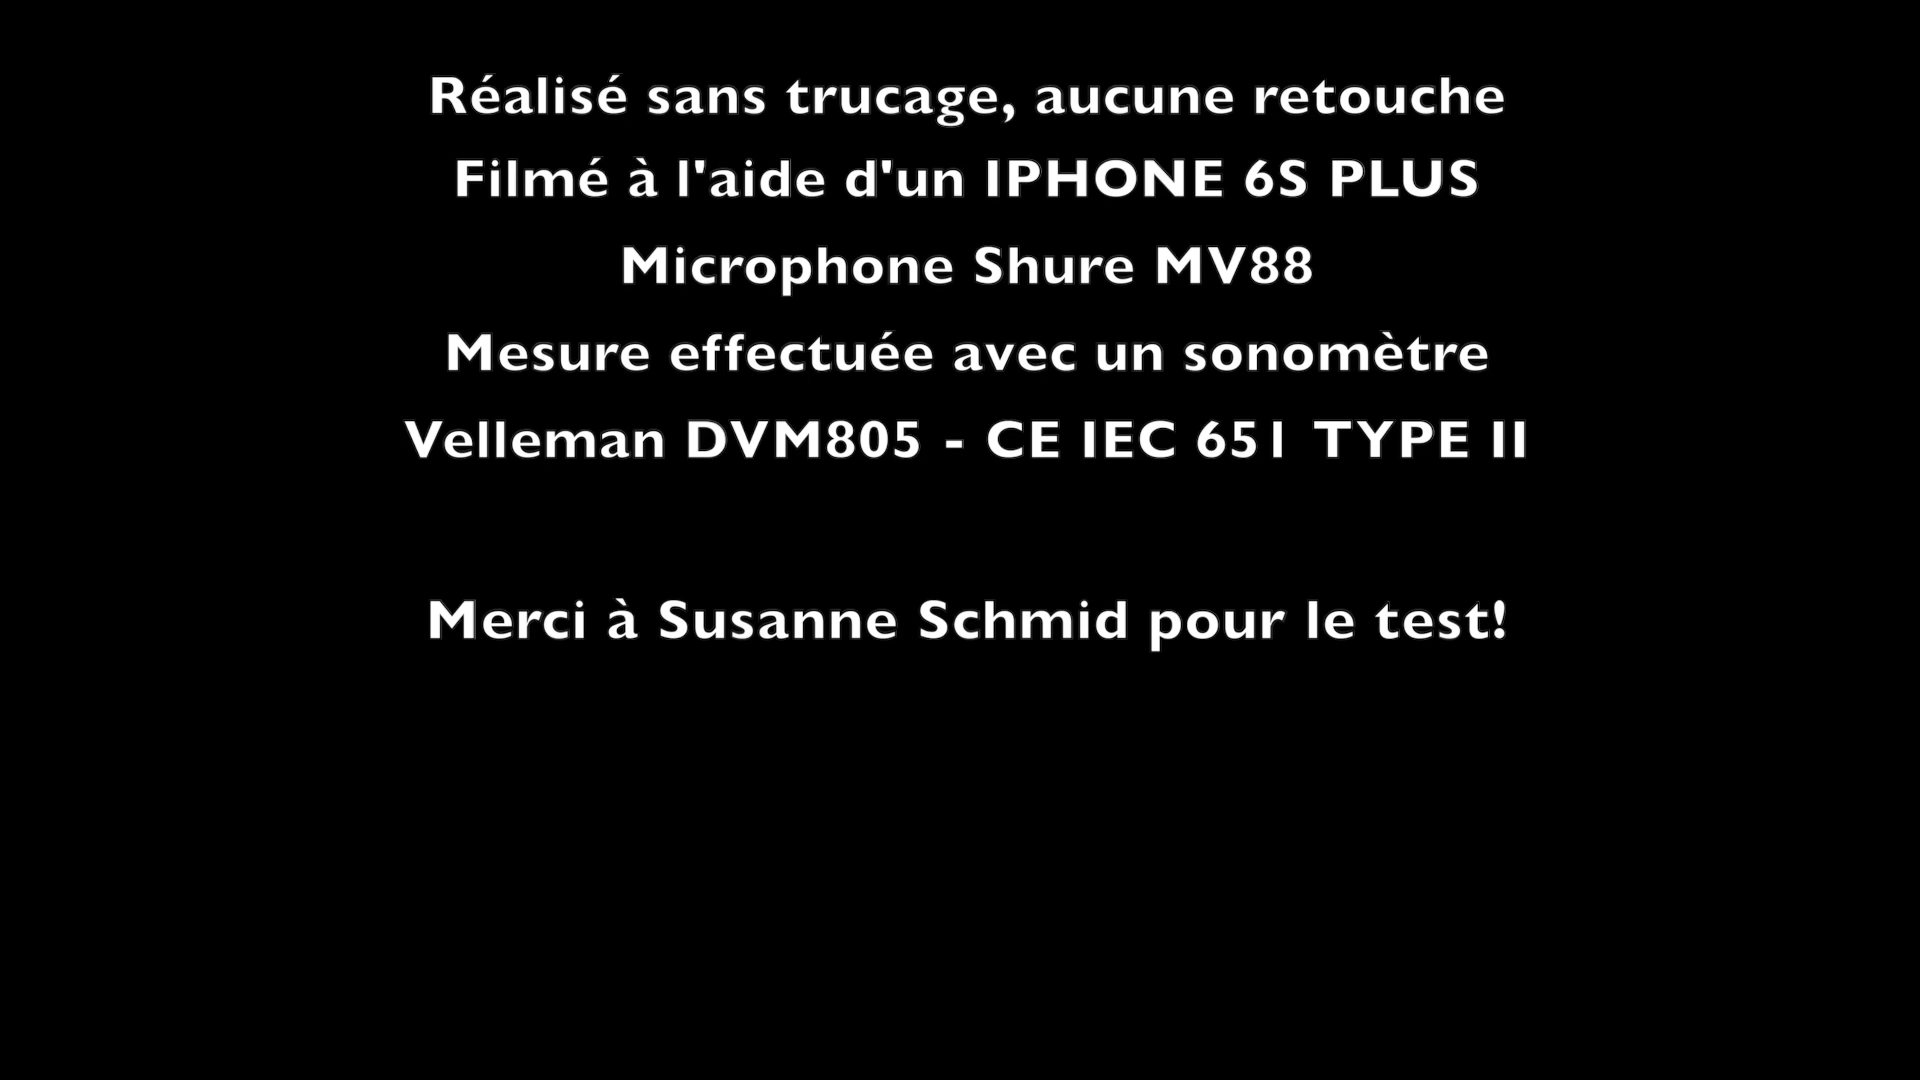 Réalisé sans trucage, aucune retouche
Filmé à l'aide d'un IPHONE 6S PLUS
Microphone Shure MV88
Mesure effectuée avec un sonomètre
Velleman DVM805 - CE IEC 651 TYPE II
Merci à Susanne Schmid pour le test!